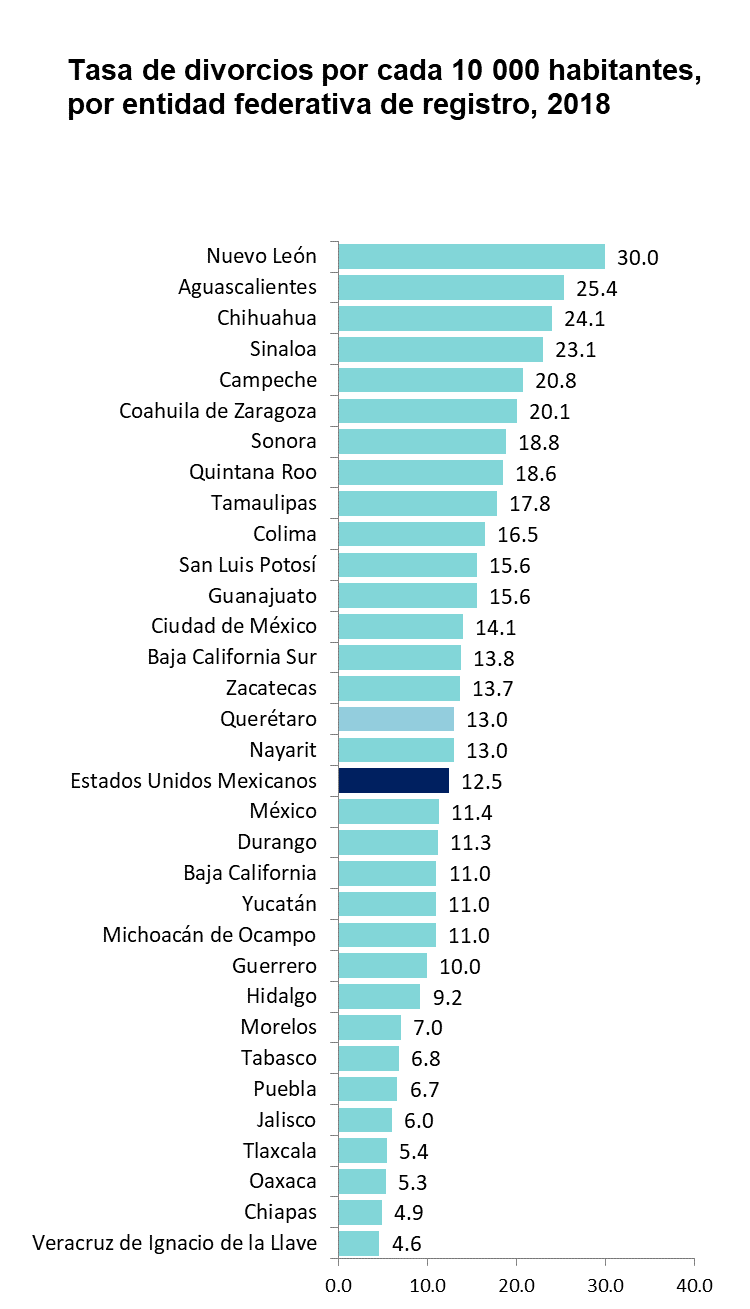 Tasa de divorcios por cada 10 000 habitantes,
por entidad federativa de registro, 2018
Nuevo León 30.0
Aguascalientes 25.4
Chihuahua 24.1
Sinaloa 23.1
Campeche 20.8
Coahuila de Zaragoza 20.1
Sonora 18.8
Quintana Roo 18.6
Tamaulipas 17.8
Colima 16.5
San Luis Potosí 15.6
Guanajuato 15.6
Ciudad de México 14.1
Baja California Sur 13.8
Zacatecas 13.7
Querétaro 13.0
Nayarit 13.0
Estados Unidos Mexicanos 12.5
México 11.4
Durango 11.3
Baja California 11.0
Yucatán 11.0
Michoacán de Ocampo 11.0
Guerrero 10.0
Hidalgo 9.2
Morelos 7.0
Tabasco 6.8
Puebla 6.7
Jalisco 6.0
Tlaxcala 5.4
Oaxaca 5.3
Chiapas 4.9
Veracruz de Ignacio de la Llave 4.6
0.0 10.0 20.0 30.0 40.0